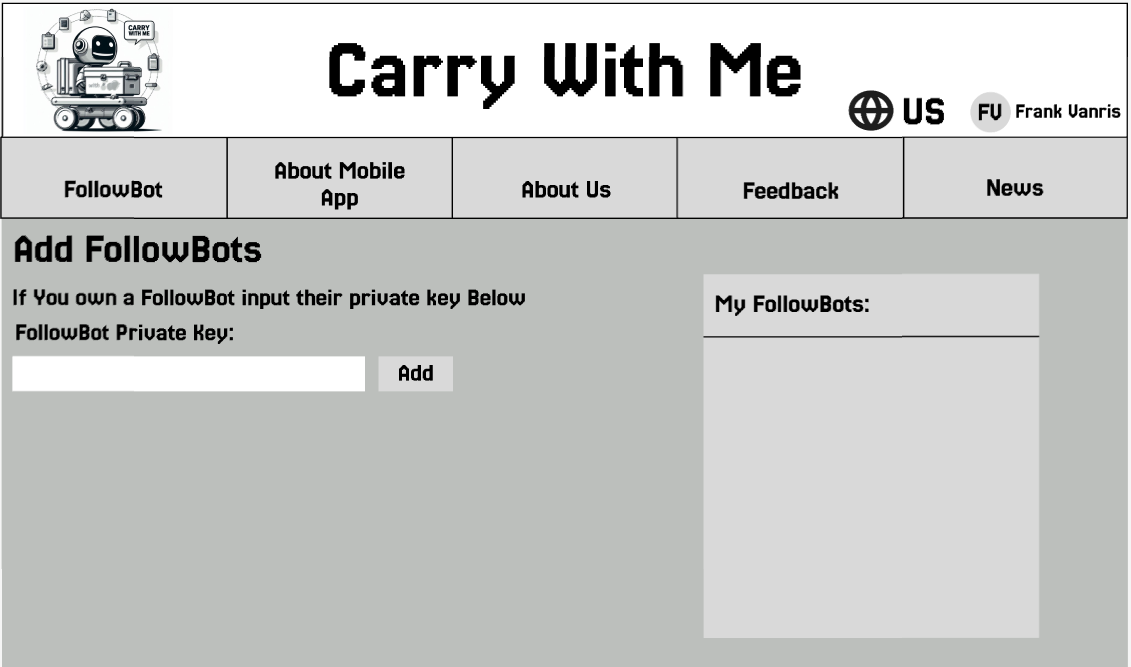 CARRY
WITH ME
Carry With Me
US
FV Frank Vanris
FollowBot
About Mobile
App
About Us
Feedback
News
Add FollowBots
If You own a FollowBot input their private key Below
FollowBot Private Key:
Add
My FollowBots: